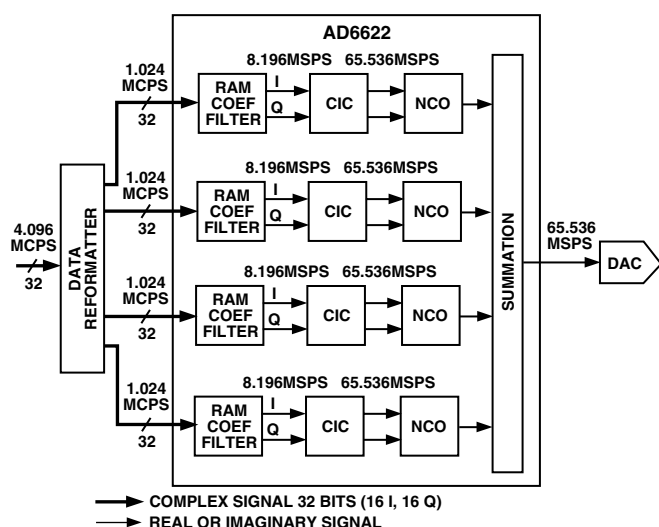 AD6622
1.024
MCPS
32
RAM
COEF
FILTER
I
Q
8.196MSPS 65.536MSPS
CIC
NCO
1.024
MCPS
32
RAM
COEF
FILTER
I
Q
8.196MSPS 65.536MSPS
CIC
NCO
4.096
MCPS
32
DATA
REFORMATTER
SUMMATION
65.536
MSPS
DAC
1.024
MCPS
32
RAM
COEF
FILTER
I
Q
8.196MSPS 65.536MSPS
CIC
NCO
1.024
MCPS
32
RAM
COEF
FILTER
I
Q
8.196MSPS 65.536MSPS
CIC
NCO
COMPLEX SIGNAL 32 BITS (16 I, 16 Q)
REAL OR IMAGINARY SIGNAL